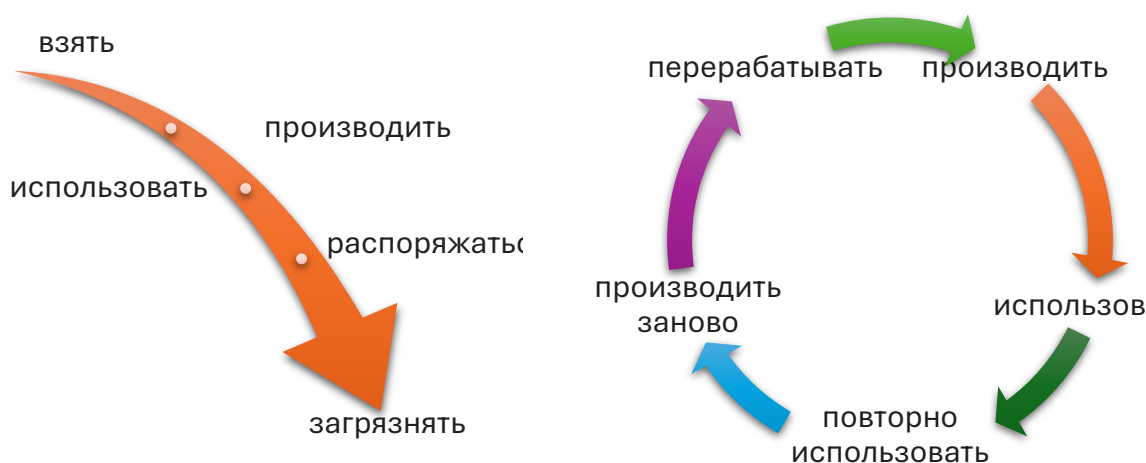 взять
производить
использовать
распоряжатьс
загрязнять
перерабатывать
производить
использов
повторно
использовать
производить
заново